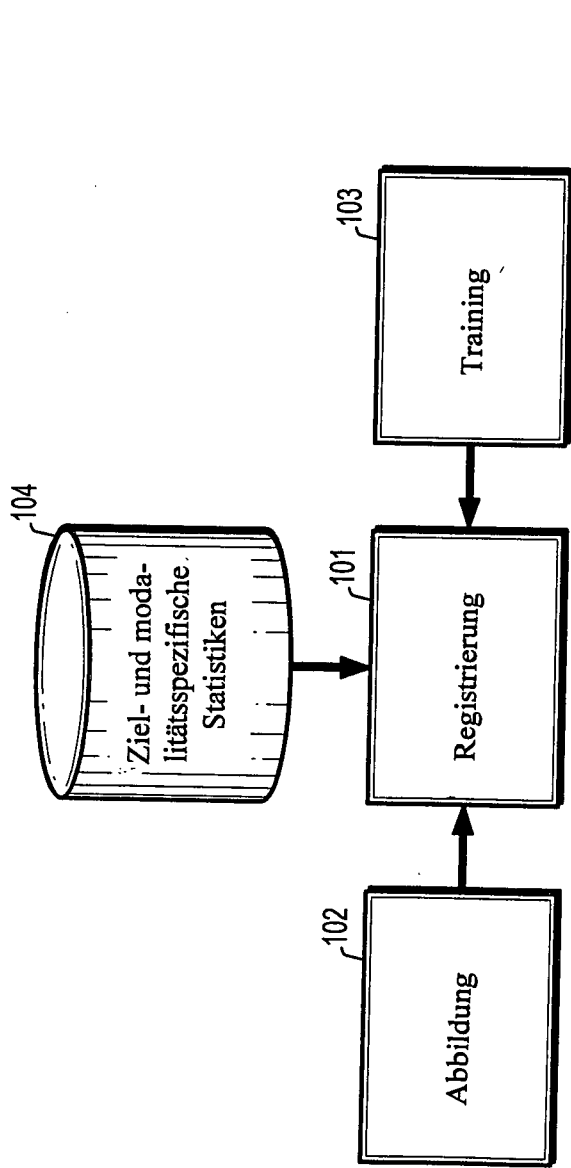 104
Ziel- und moda-
litätsspezifische
Statistiken
102
Abbildung
101
Registrierung
103
Training